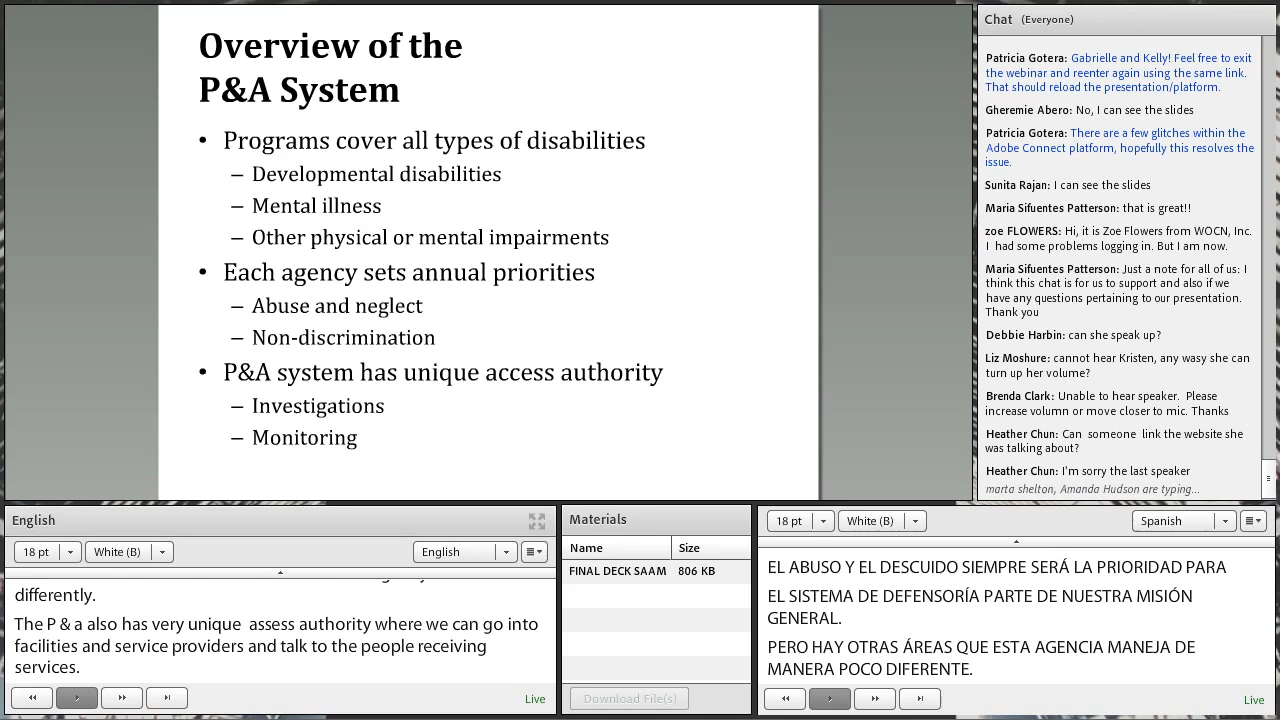 Overview of the
P&A System
• Programs cover all types of disabilities
– Developmental disabilities
– Mental illness
– Other physical or mental impairments
• Each agency sets annual priorities
– Abuse and neglect
– Non-discrimination
• P&A system has unique access authority
– Investigations
– Monitoring
Chat (Everyone)
Patricia Gotera: Gabrielle and Kelly! Feel free to exit
the webinar and reenter again using the same link.
That should reload the presentation/platform.
Gheremie Abero: No, I can see the slides
Patricia Gotera: There are a few glitches within the
Adobe Connect platform, hopefully this resolves the
issue.
Sunita Rajan: I can see the slides
Maria Sifuentes Patterson: that is great!!
zoe FLOWERS: Hi, it is Zoe Flowers from WOCN, Inc.
I had some problems logging in. But I am now.
Maria Sifuentes Patterson: Just a note for all of us: I
think this chat is for us to support and also if we
have any questions pertaining to our presentation.
Thank you
Debbie Harbin: can she speak up?
Liz Moshure: cannot hear Kristen, any wasy she can
turn up her volume?
Brenda Clark: Unable to hear speaker. Please
increase volumn or move closer to mic. Thanks
Heather Chun: Can someone link the website she
was talking about?
Heather Chun: I'm sorry the last speaker
marta shelton, Amanda Hudson are typing...
English
18 pt White (B) English
differently.
The P & a also has very unique assess authority where we can go into
facilities and service providers and talk to the people receiving
services.
Live
Materials
Name Size
FINAL DECK SAAM 806 KB
Download File(s)
18 pt White (B) Spanish
EL ABUSO Y EL DESCUIDO SIEMPRE SERÁ LA PRIORIDAD PARA
EL SISTEMA DE DEFENSORÍA PARTE DE NUESTRA MISIÓN
GENERAL.
PERO HAY OTRAS ÁREAS QUE ESTA AGENCIA MANEJA DE
MANERA POCO DIFERENTE.
Live